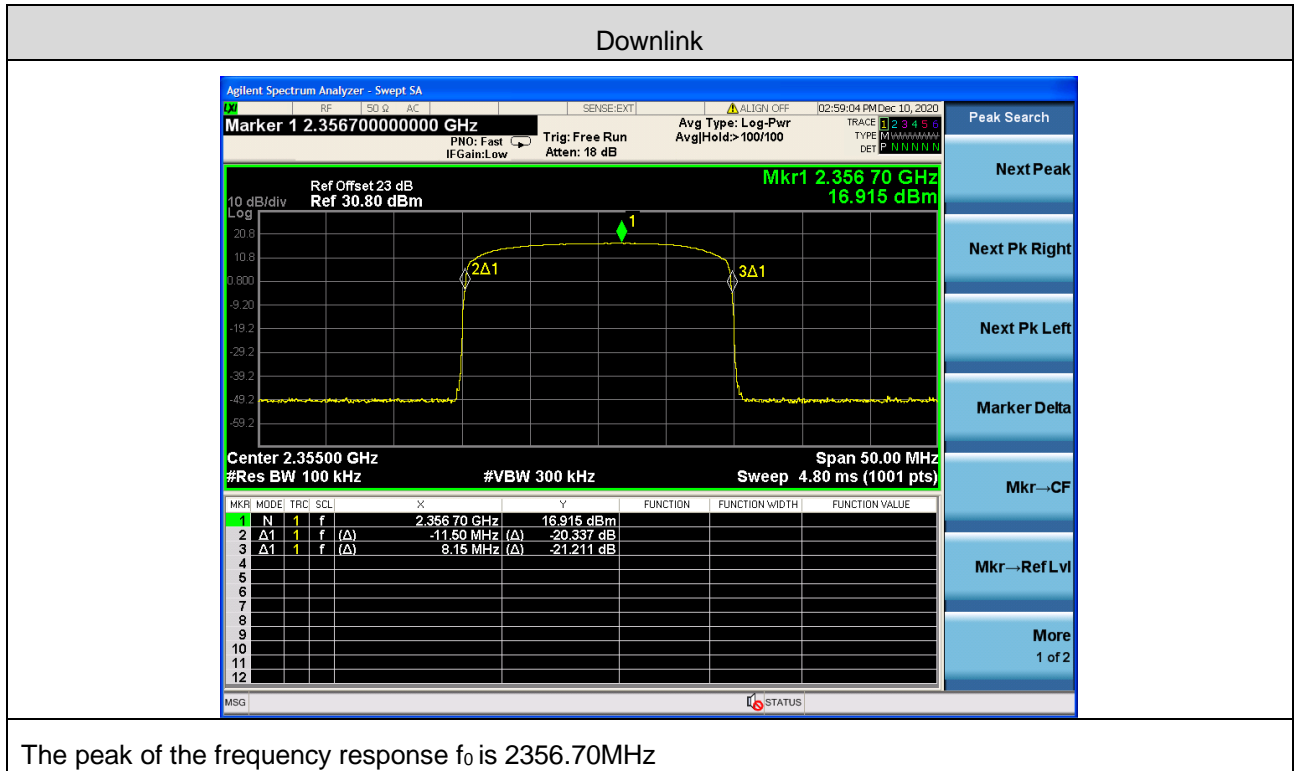 Downlink
Agilent Spectrum Analyzer - Swept SA
LXI RF 50 Ω AC SENSE:EXT ALIGN OFF 02:59:04 PM Dec 10, 2020
Marker 1 2.356700000000 GHz
PNO: Fast
IFGain:Low
Trig: Free Run
Atten: 18 dB
Avg Type: Log-Pwr
Avg|Hold:>100/100
TRACE 1 2 3 4 5 6
TYPE M
DET P N N N N N
Peak Search
Next Peak
Next Pk Right
Next Pk Left
Marker Delta
Mkr→CF
Mkr→Ref Lvl
More
1 of 2
Mkr1 2.356 70 GHz
16.915 dBm
Ref Offset 23 dB
10 dB/div Ref 30.80 dBm
Log
20.8
10.8
0.800
-9.20
-19.2
-29.2
-39.2
-49.2
-59.2
1
2Δ1
3Δ1
Center 2.35500 GHz Span 50.00 MHz
#Res BW 100 kHz #VBW 300 kHz Sweep 4.80 ms (1001 pts)
MKR MODE TRC SCL X Y FUNCTION FUNCTION WIDTH FUNCTION VALUE
1 N 1 f 2.356 70 GHz 16.915 dBm
2 Δ1 1 f (Δ) -11.50 MHz (Δ) -20.337 dB
3 Δ1 1 f (Δ) 8.15 MHz (Δ) -21.211 dB
4
5
6
7
8
9
10
11
12
MSG STATUS
The peak of the frequency response f₀ is 2356.70MHz